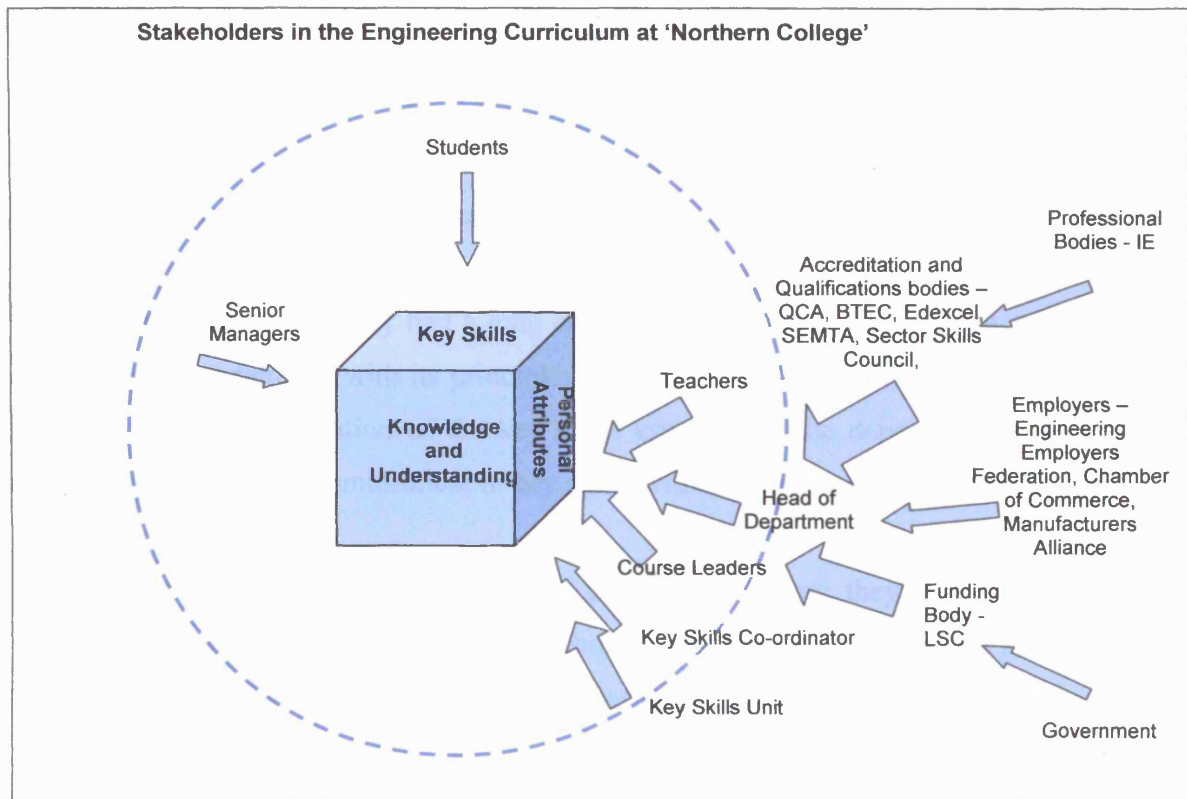 Stakeholders in the Engineering Curriculum at ‘Northern College’
Students
Professional
Bodies - IE
Accreditation and
Qualifications bodies –
QCA, BTEC, Edexcel,
SEMTA, Sector Skills
Council,
Senior
Managers
Key Skills
Personal
Attributes
Knowledge
and
Understanding
Teachers
Employers –
Engineering
Employers
Federation, Chamber
of Commerce,
Manufacturers
Alliance
Head of
Department
Course Leaders
Funding
Body -
LSC
Key Skills Co-ordinator
Key Skills Unit
Government